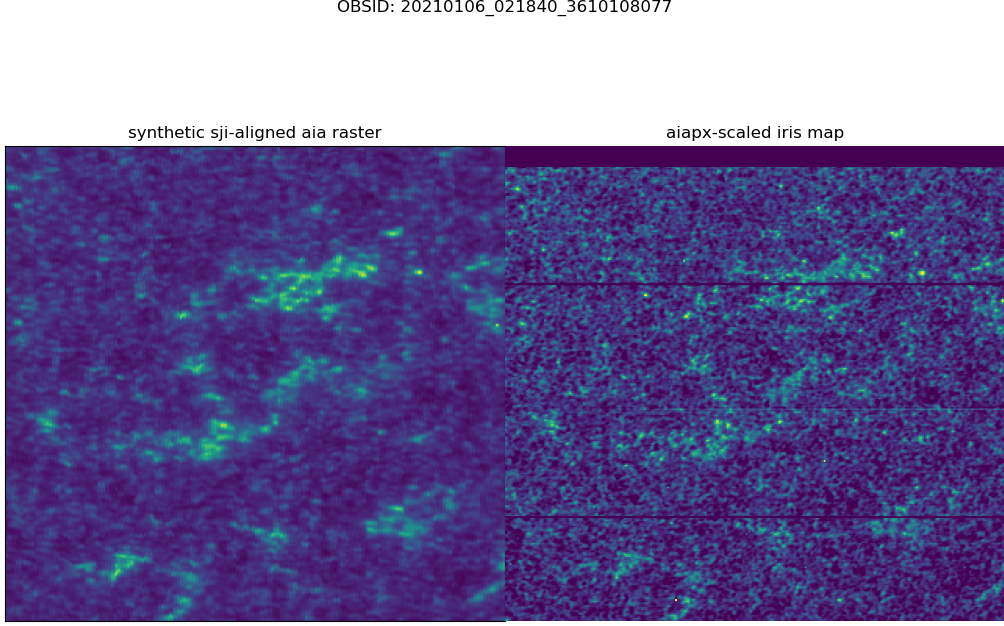 OBSID: 20210106_021840_3610108077
synthetic sji-aligned aia raster
aiapx-scaled iris map